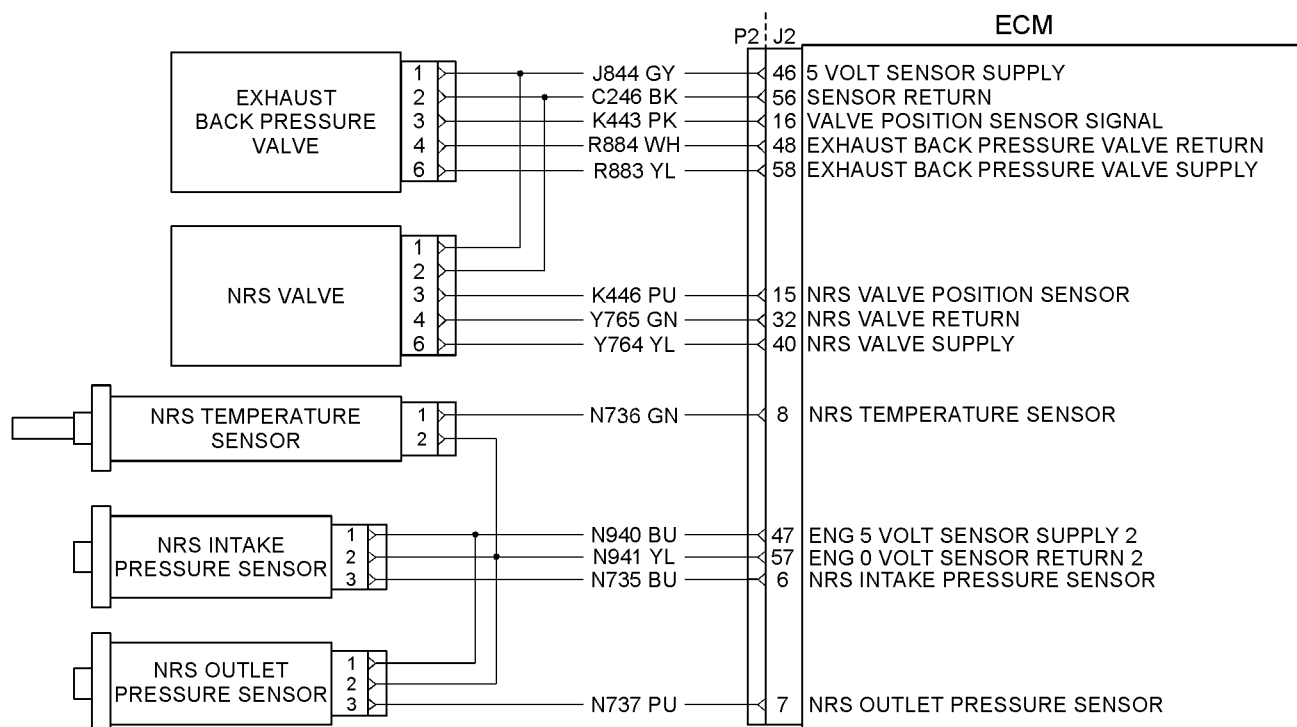 ECM
P2 J2
EXHAUST
BACK PRESSURE
VALVE
1 J844 GY 46 5 VOLT SENSOR SUPPLY
2 C246 BK 56 SENSOR RETURN
3 K443 PK 16 VALVE POSITION SENSOR SIGNAL
4 R884 WH 48 EXHAUST BACK PRESSURE VALVE RETURN
6 R883 YL 58 EXHAUST BACK PRESSURE VALVE SUPPLY
NRS VALVE
1
2
3 K446 PU 15 NRS VALVE POSITION SENSOR
4 Y765 GN 32 NRS VALVE RETURN
6 Y764 YL 40 NRS VALVE SUPPLY
NRS TEMPERATURE
SENSOR
1 N736 GN 8 NRS TEMPERATURE SENSOR
2
NRS INTAKE
PRESSURE SENSOR
1 N940 BU 47 ENG 5 VOLT SENSOR SUPPLY 2
2 N941 YL 57 ENG 0 VOLT SENSOR RETURN 2
3 N735 BU 6 NRS INTAKE PRESSURE SENSOR
NRS OUTLET
PRESSURE SENSOR
1
2
3 N737 PU 7 NRS OUTLET PRESSURE SENSOR